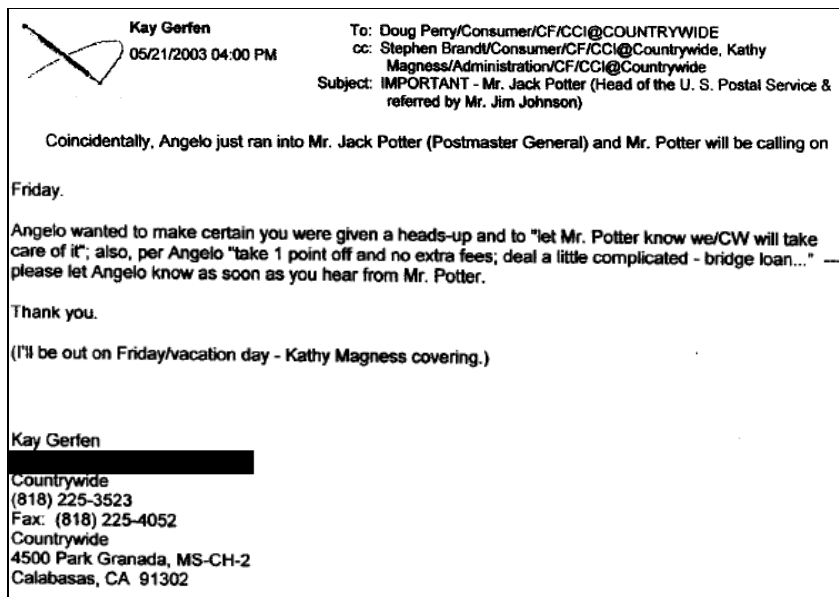 Kay Gerfen
05/21/2003 04:00 PM
To: Doug Perry/Consumer/CF/CCI@COUNTRYWIDE
cc: Stephen Brandt/Consumer/CF/CCI@Countrywide, Kathy
Magness/Administration/CF/CCI@Countrywide
Subject: IMPORTANT - Mr. Jack Potter (Head of the U. S. Postal Service &
referred by Mr. Jim Johnson)
Coincidentally, Angelo just ran into Mr. Jack Potter (Postmaster General) and Mr. Potter will be calling on
Friday.
Angelo wanted to make certain you were given a heads-up and to "let Mr. Potter know we/CW will take
care of it"; also, per Angelo "take 1 point off and no extra fees; deal a little complicated - bridge loan..." ---
please let Angelo know as soon as you hear from Mr. Potter.
Thank you.
(I'll be out on Friday/vacation day - Kathy Magness covering.)
Kay Gerfen
Countrywide
(818) 225-3523
Fax: (818) 225-4052
Countrywide
4500 Park Granada, MS-CH-2
Calabasas, CA 91302